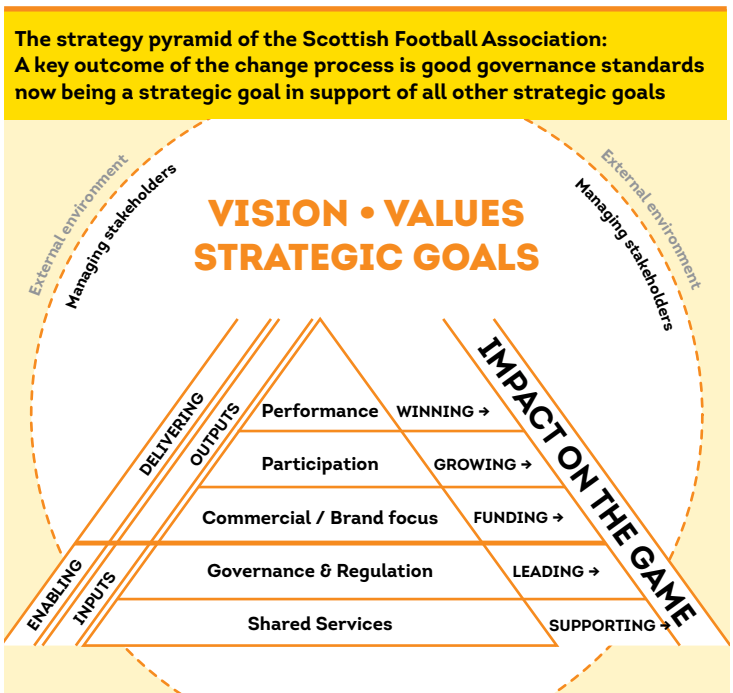 The strategy pyramid of the Scottish Football Association:
A key outcome of the change process is good governance standards
now being a strategic goal in support of all other strategic goals
External environment
Managing stakeholders
External environment
Managing stakeholders
VISION • VALUES
STRATEGIC GOALS
DELIVERING
OUTPUTS
ENABLING
INPUTS
Performance
WINNING →
Participation
GROWING →
Commercial / Brand focus
FUNDING →
Governance & Regulation
LEADING →
Shared Services
SUPPORTING →
IMPACT ON THE GAME